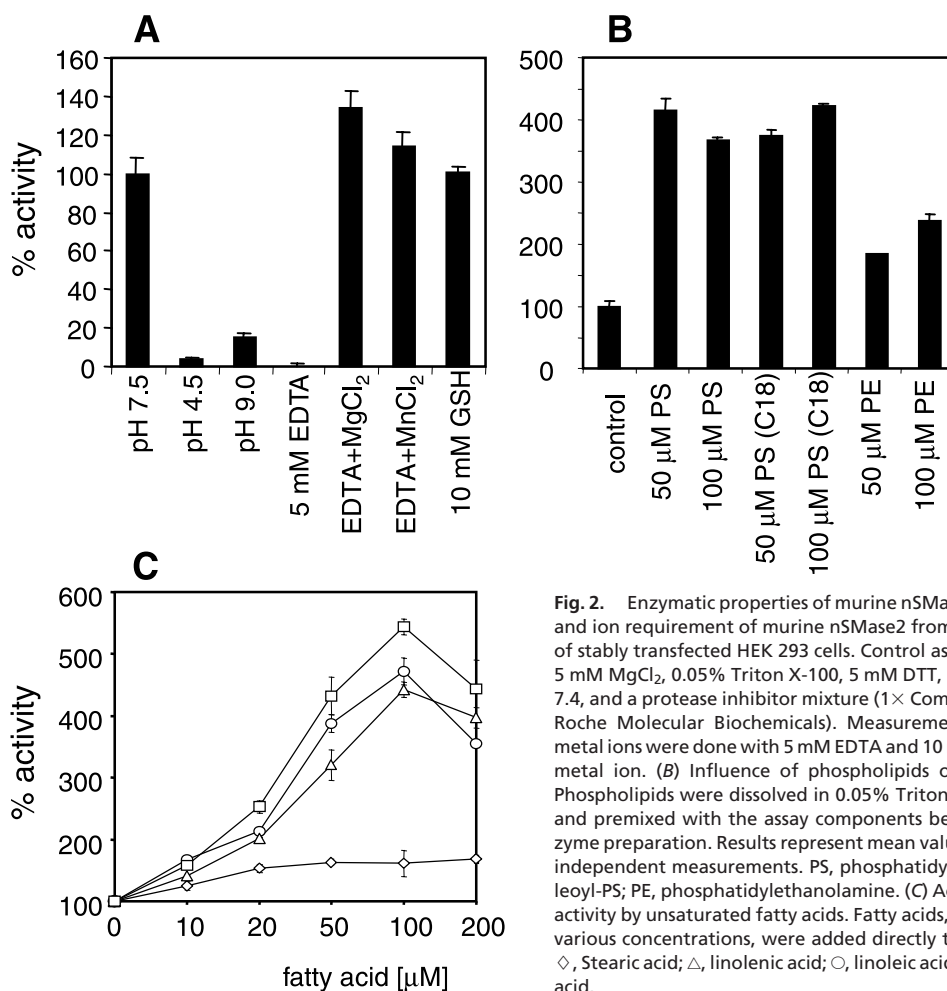 A
% activity
160
140
120
100
80
60
40
20
0
pH 7.5
pH 4.5
pH 9.0
5 mM EDTA
EDTA+MgCl₂
EDTA+MnCl₂
10 mM GSH
B
500
400
300
200
100
0
control
50 µM PS
100 µM PS
50 µM PS (C18)
100 µM PS (C18)
50 µM PE
100 µM PE
C
% activity
600
500
400
300
200
100
0
10
20
50
100
200
fatty acid [µM]
Fig. 2. Enzymatic properties of murine nSMa
and ion requirement of murine nSMase2 from
of stably transfected HEK 293 cells. Control as
5 mM MgCl₂, 0.05% Triton X-100, 5 mM DTT,
7.4, and a protease inhibitor mixture (1× Com
Roche Molecular Biochemicals). Measureme
metal ions were done with 5 mM EDTA and 10
metal ion. (B) Influence of phospholipids o
Phospholipids were dissolved in 0.05% Triton
and premixed with the assay components be
zyme preparation. Results represent mean valu
independent measurements. PS, phosphatidy
leoyl-PS; PE, phosphatidylethanolamine. (C) A
activity by unsaturated fatty acids. Fatty acids,
various concentrations, were added directly t
◇, Stearic acid; △, linolenic acid; ○, linoleic acid
acid.